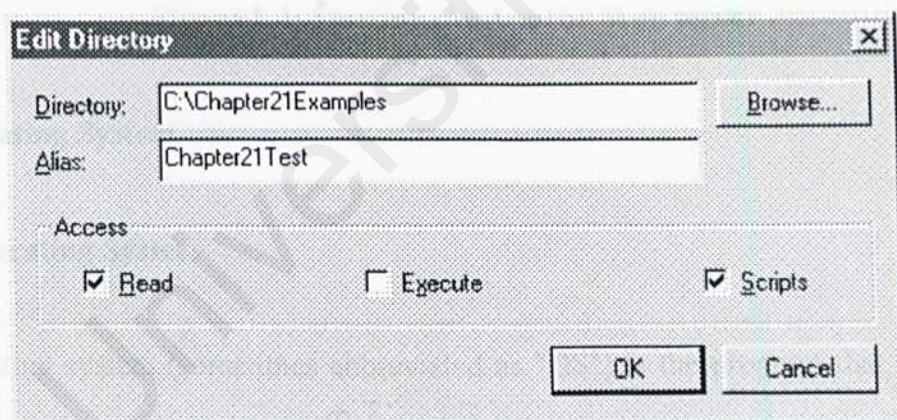 Edit Directory
Directory: C:\Chapter21Examples Browse...
Alias: Chapter21Test
Access
Read Execute Scripts
OK Cancel